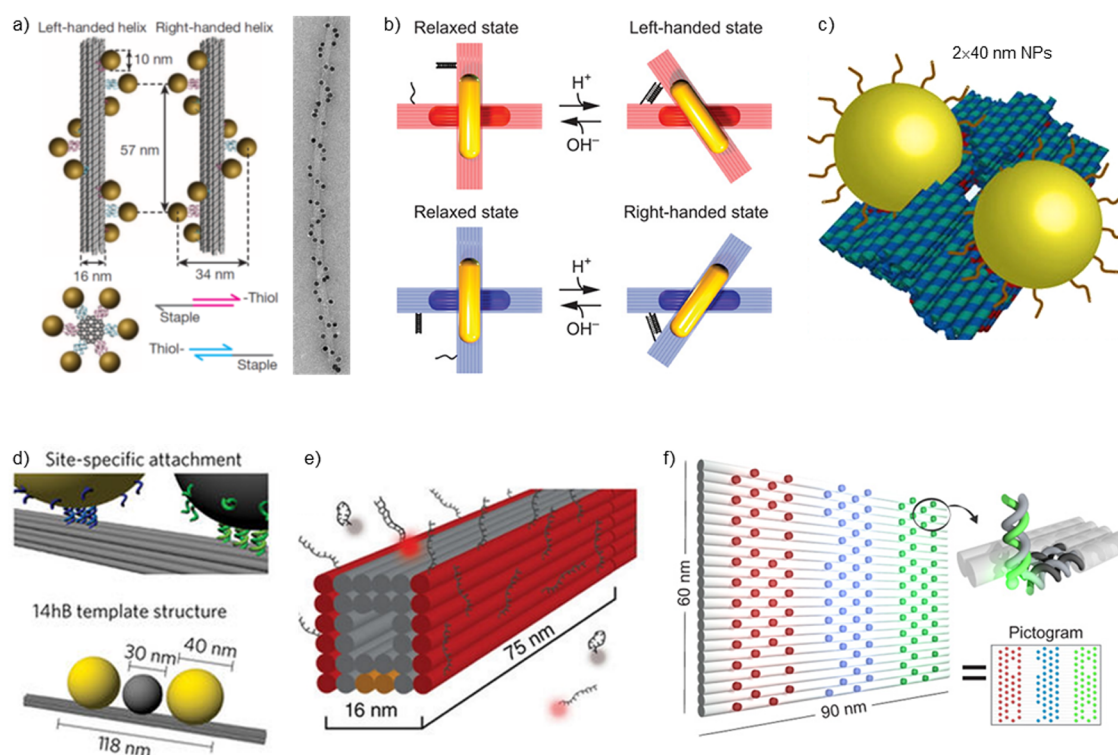 a)
Left-handed helix
Right-handed helix
10 nm
57 nm
16 nm
34 nm
-Thiol
Staple
Thiol-
Staple
b)
Relaxed state
Left-handed state
H⁺
OH⁻
Relaxed state
Right-handed state
H⁺
OH⁻
c)
2×40 nm NPs
d)
Site-specific attachment
14hB template structure
30 nm
40 nm
118 nm
e)
75 nm
16 nm
f)
60 nm
90 nm
Pictogram
=